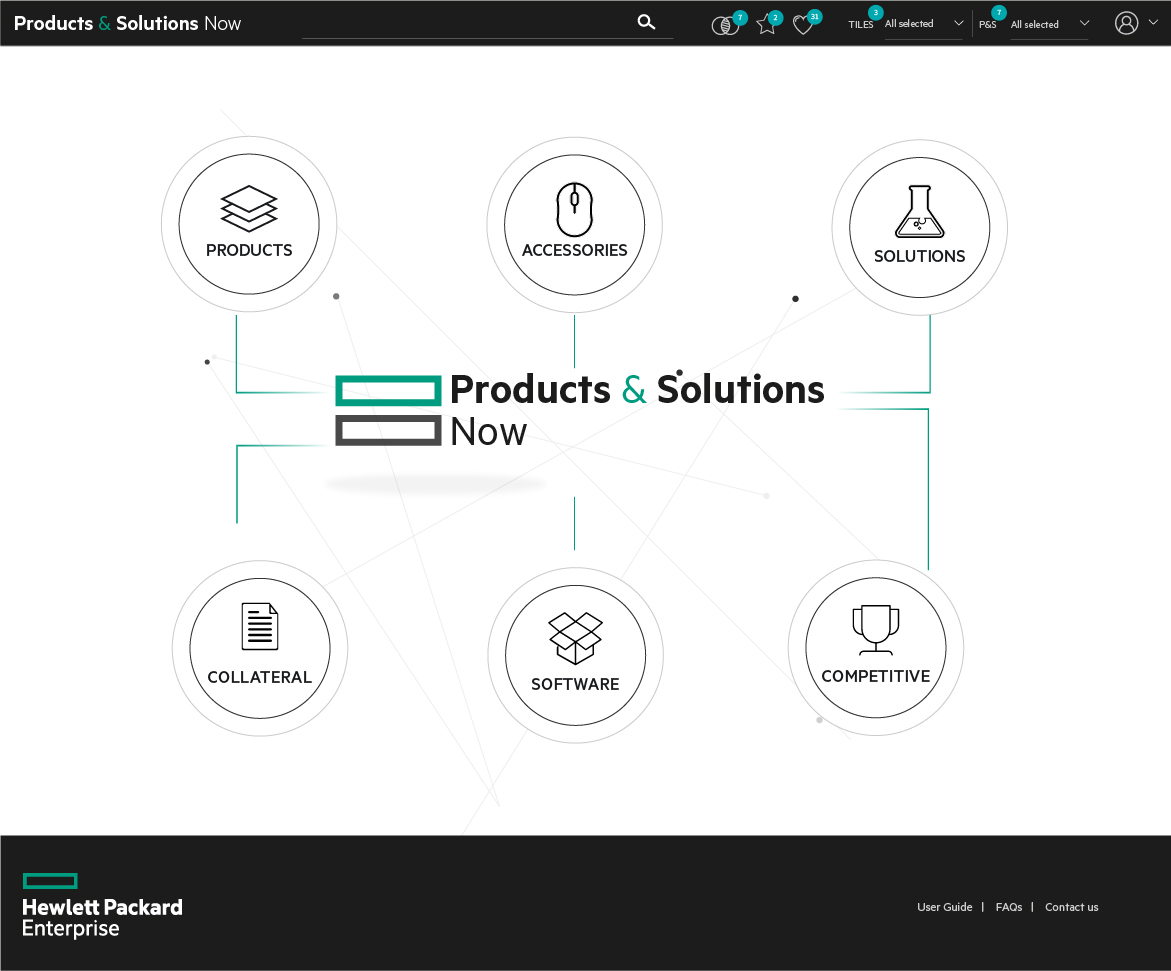 Products & Solutions Now
7
2
31
TILES
3
All selected
P&S
7
All selected
PRODUCTS
ACCESSORIES
SOLUTIONS
Products & Solutions
Now
COLLATERAL
SOFTWARE
COMPETITIVE
Hewlett Packard
Enterprise
User Guide | FAQs | Contact us